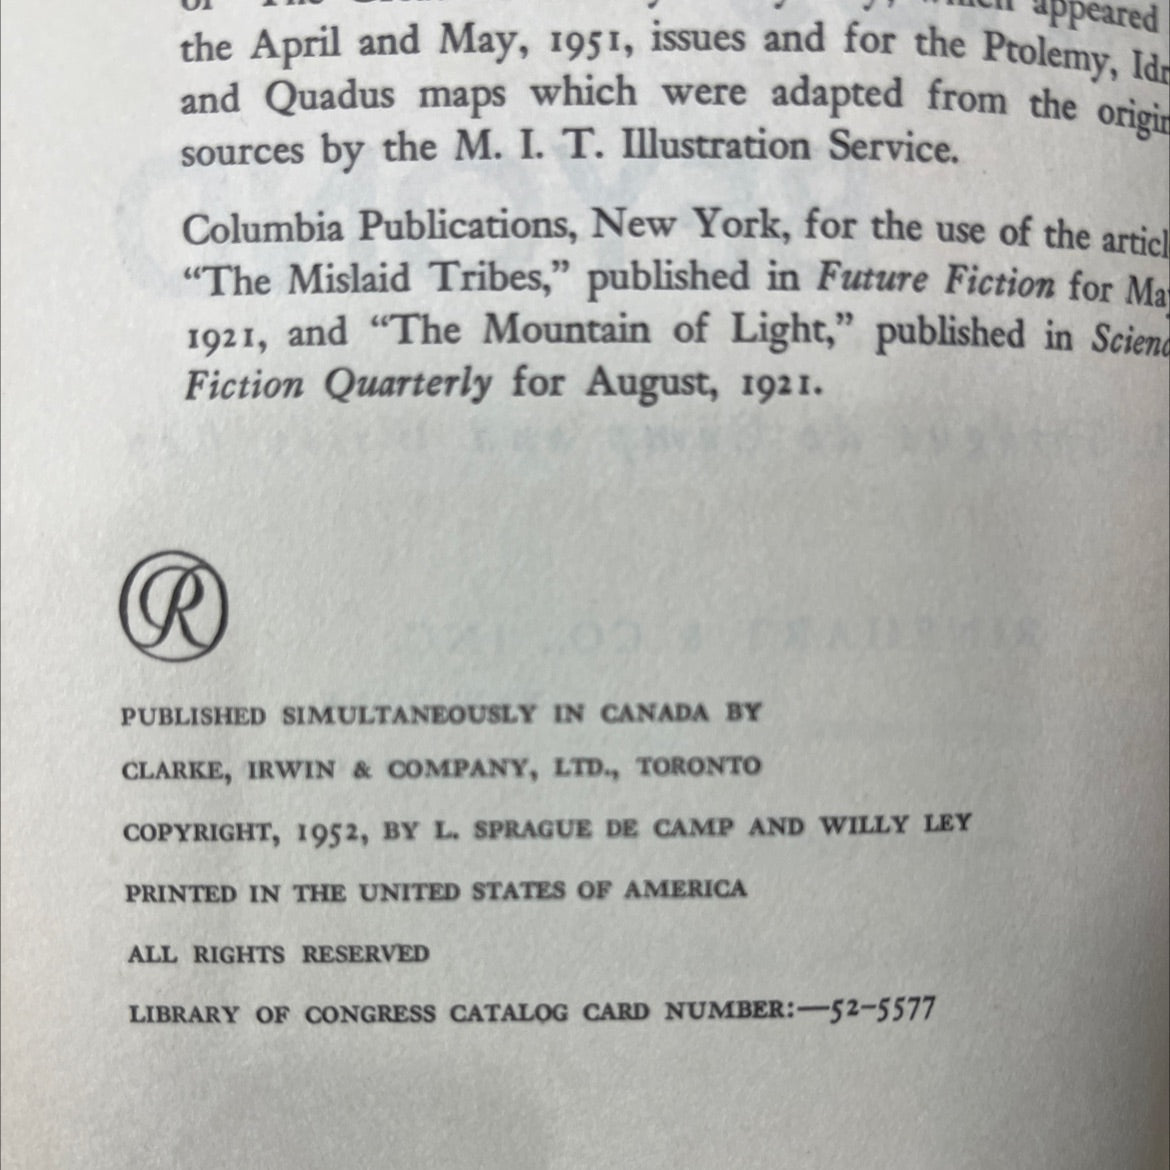 the April and May, 1951, issues and for the Ptolemy,
and Quadus maps which were adapted from the
sources by the M. I. T. Illustration Service.
Columbia Publications, New York, for the use of the
“The Mislaid Tribes,” published in Future Fiction for
1921, and “The Mountain of Light,” published in
Fiction Quarterly for August, 1921.
R
PUBLISHED SIMULTANEOUSLY IN CANADA BY
CLARKE, IRWIN & COMPANY, LTD., TORONTO
COPYRIGHT, 1952, BY L. SPRAGUE DE CAMP AND WILLY LEY
PRINTED IN THE UNITED STATES OF AMERICA
ALL RIGHTS RESERVED
LIBRARY OF CONGRESS CATALOG CARD NUMBER:—52-5577